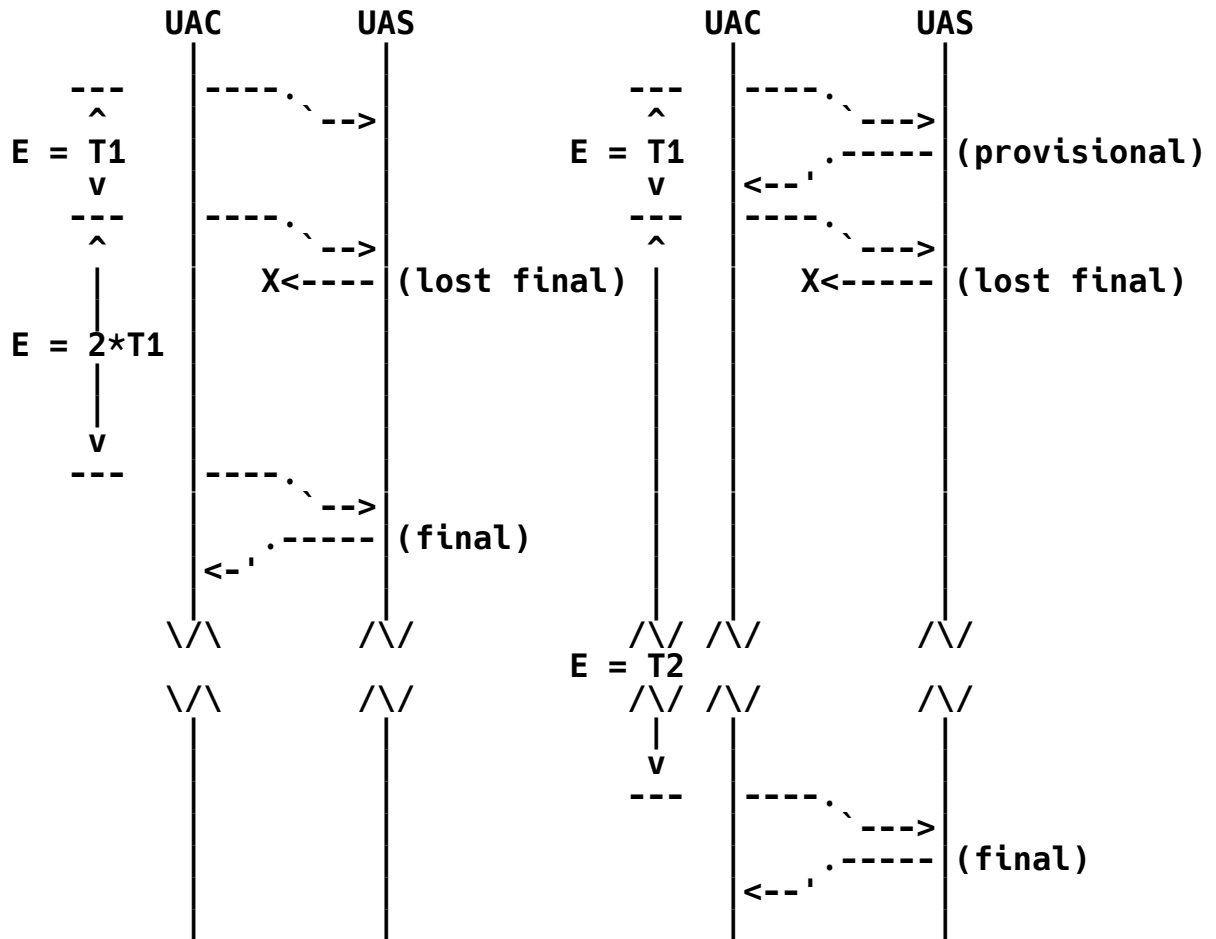 UAC UAS UAC UAS
E = T1 E = T1 (provisional)
(lost final) (lost final)
E = 2*T1
(final)
E = T2
(final)